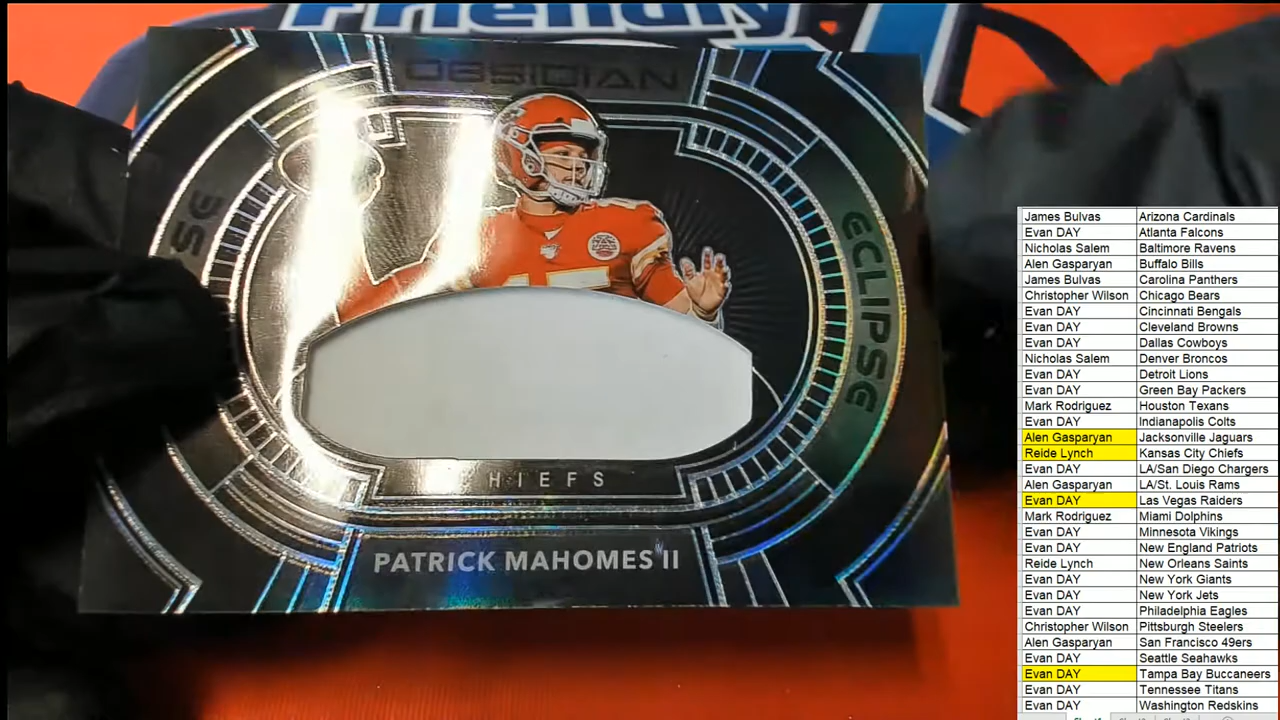 Friendly
OBSIDIAN
SE
ECLIPSE
15
CHIEFS
PATRICK MAHOMES II
James Bulvas Arizona Cardinals
Evan DAY Atlanta Falcons
Nicholas Salem Baltimore Ravens
Alen Gasparyan Buffalo Bills
James Bulvas Carolina Panthers
Christopher Wilson Chicago Bears
Evan DAY Cincinnati Bengals
Evan DAY Cleveland Browns
Evan DAY Dallas Cowboys
Nicholas Salem Denver Broncos
Evan DAY Detroit Lions
Evan DAY Green Bay Packers
Mark Rodriguez Houston Texans
Evan DAY Indianapolis Colts
Alen Gasparyan Jacksonville Jaguars
Reide Lynch Kansas City Chiefs
Evan DAY LA/San Diego Chargers
Alen Gasparyan LA/St. Louis Rams
Evan DAY Las Vegas Raiders
Mark Rodriguez Miami Dolphins
Evan DAY Minnesota Vikings
Evan DAY New England Patriots
Reide Lynch New Orleans Saints
Evan DAY New York Giants
Evan DAY New York Jets
Evan DAY Philadelphia Eagles
Christopher Wilson Pittsburgh Steelers
Alen Gasparyan San Francisco 49ers
Evan DAY Seattle Seahawks
Evan DAY Tampa Bay Buccaneers
Evan DAY Tennessee Titans
Evan DAY Washington Redskins